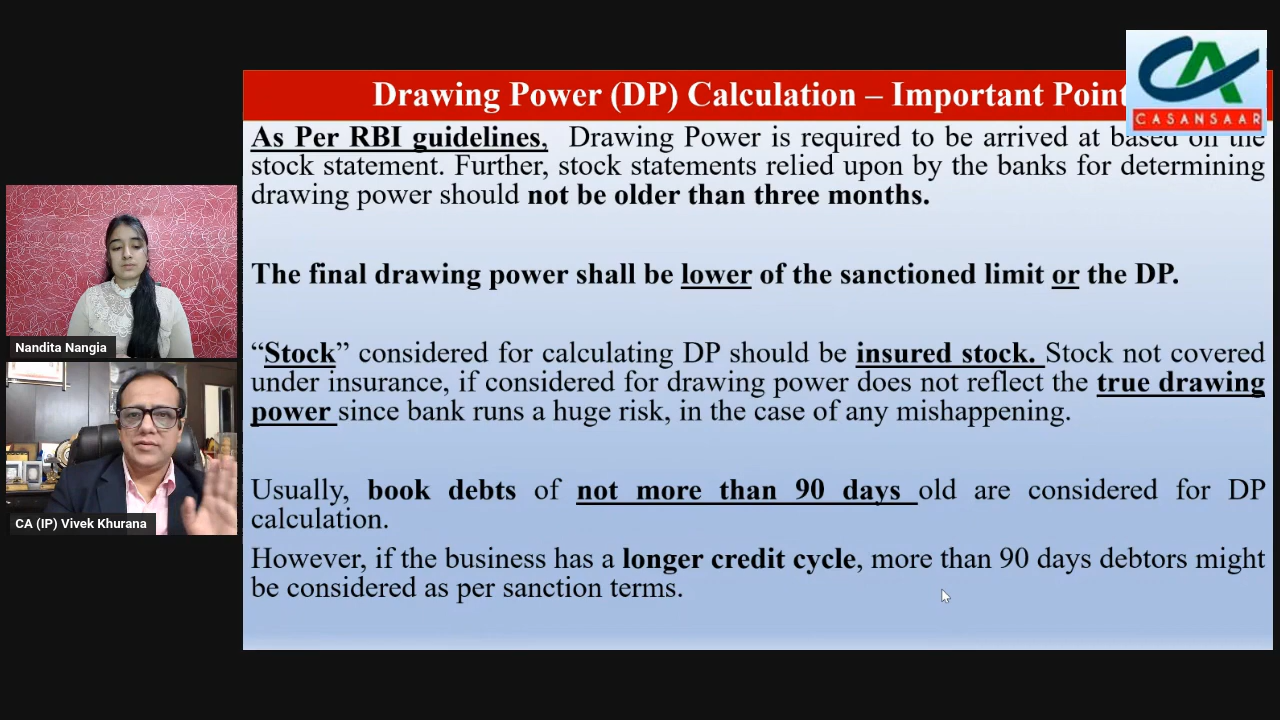 Drawing Power (DP) Calculation – Important Point
CASANSAAR
As Per RBI guidelines, Drawing Power is required to be arrived at based on the
stock statement. Further, stock statements relied upon by the banks for determining
drawing power should not be older than three months.
The final drawing power shall be lower of the sanctioned limit or the DP.
“Stock” considered for calculating DP should be insured stock. Stock not covered
under insurance, if considered for drawing power does not reflect the true drawing
power since bank runs a huge risk, in the case of any mishappening.
Usually, book debts of not more than 90 days old are considered for DP
calculation.
However, if the business has a longer credit cycle, more than 90 days debtors might
be considered as per sanction terms.
Nandita Nangia
CA (IP) Vivek Khurana